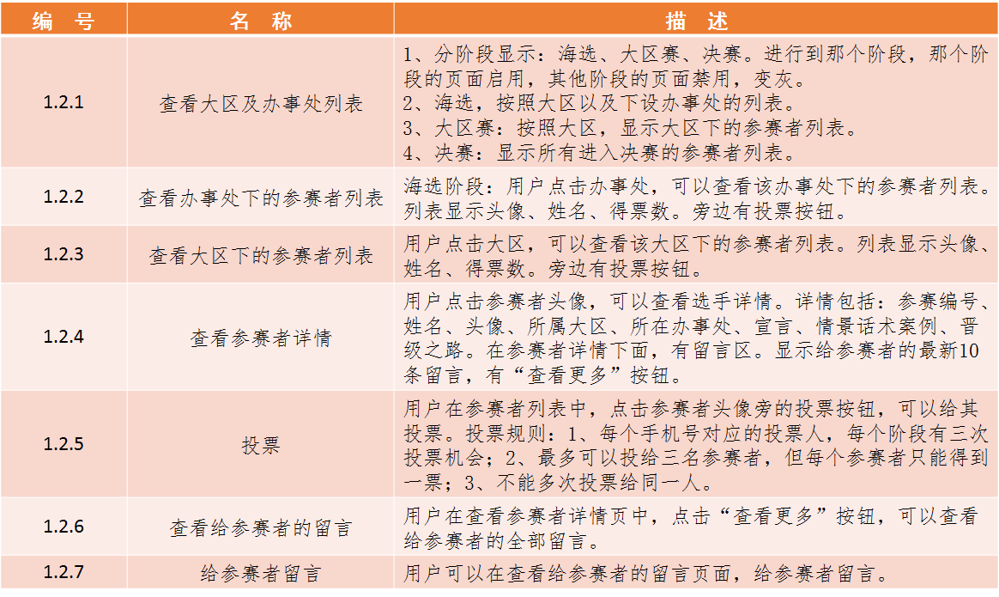 编 号 名 称 描 述
1.2.1 查看大区及办事处列表
1、分阶段显示：海选、大区赛、决赛。进行到那个阶段，那个阶
段的页面启用，其他阶段的页面禁用，变灰。
2、海选，按照大区以及下设办事处的列表。
3、大区赛：按照大区，显示大区下的参赛者列表。
4、决赛：显示所有进入决赛的参赛者列表。
1.2.2 查看办事处下的参赛者列表
海选阶段：用户点击办事处，可以查看该办事处下的参赛者列表。
列表显示头像、姓名、得票数。旁边有投票按钮。
1.2.3 查看大区下的参赛者列表
用户点击大区，可以查看该大区下的参赛者列表。列表显示头像、
姓名、得票数。旁边有投票按钮。
1.2.4 查看参赛者详情
用户点击参赛者头像，可以查看选手详情。详情包括：参赛编号、
姓名、头像、所属大区、所在办事处、宣言、情景话术案例、晋
级之路。在参赛者详情下面，有留言区。显示给参赛者的最新10
条留言，有“查看更多”按钮。
1.2.5 投票
用户在参赛者列表中，点击参赛者头像旁的投票按钮，可以给其
投票。投票规则：1、每个手机号对应的投票人，每个阶段有三次
投票机会；2、最多可以投给三名参赛者，但每个参赛者只能得到
一票；3、不能多次投票给同一人。
1.2.6 查看给参赛者的留言
用户在查看参赛者详情页中，点击“查看更多”按钮，可以查看
给参赛者的全部留言。
1.2.7 给参赛者留言
用户可以在查看给参赛者的留言页面，给参赛者留言。